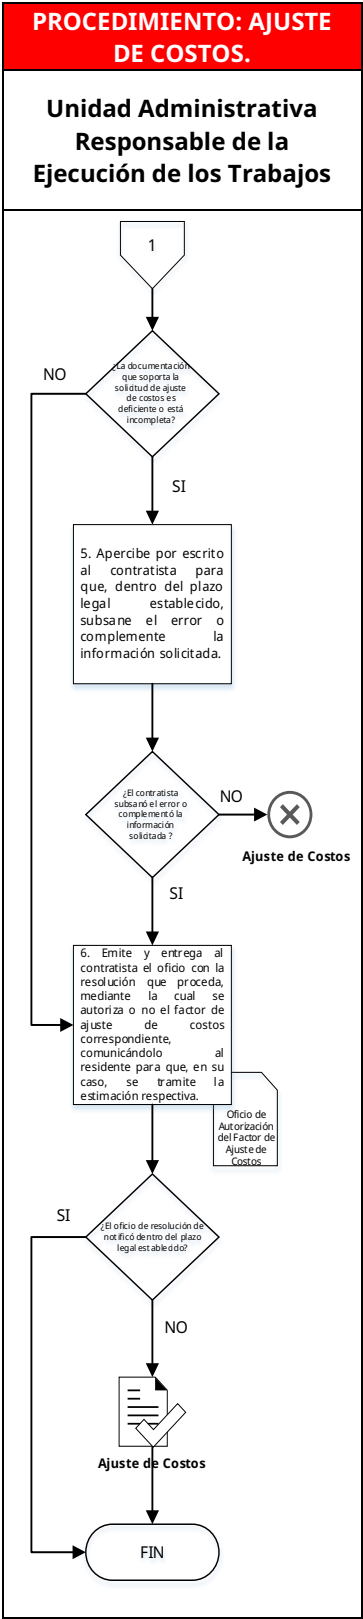 PROCEDIMIENTO: AJUSTE
DE COSTOS.
Unidad Administrativa
Responsable de la
Ejecución de los Trabajos
1
¿La documentación
que soporta la
solicitud de ajuste
de costos es
deficiente o está
incompleta?
NO
SI
5. Apercibe por escrito
al contratista para
que, dentro del plazo
legal establecido,
subsane el error o
complemente la
información solicitada.
¿El contratista
subsanó el error o
complementó la
información
solicitada ?
NO
Ajuste de Costos
SI
6. Emite y entrega al
contratista el oficio con la
resolución que proceda,
mediante la cual se
autoriza o no el factor de
ajuste de costos
correspondiente,
comunicándolo al
residente para que, en su
caso, se tramite la
estimación respectiva.
Oficio de
Autorización
del Factor de
Ajuste de
Costos
SI
¿El oficio de resolución de
notificó dentro del plazo
legal establecido?
NO
Ajuste de Costos
FIN